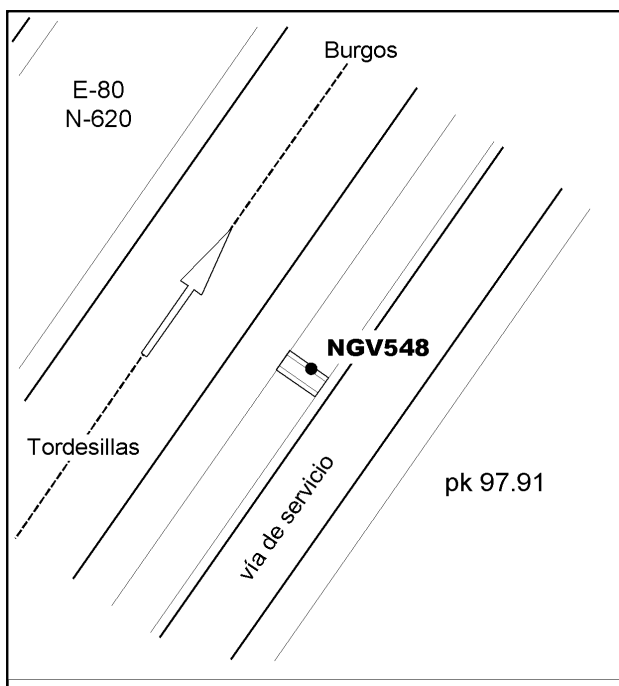 Burgos
E-80
N-620
NGV548
Tordesillas
vía de servicio
pk 97.91